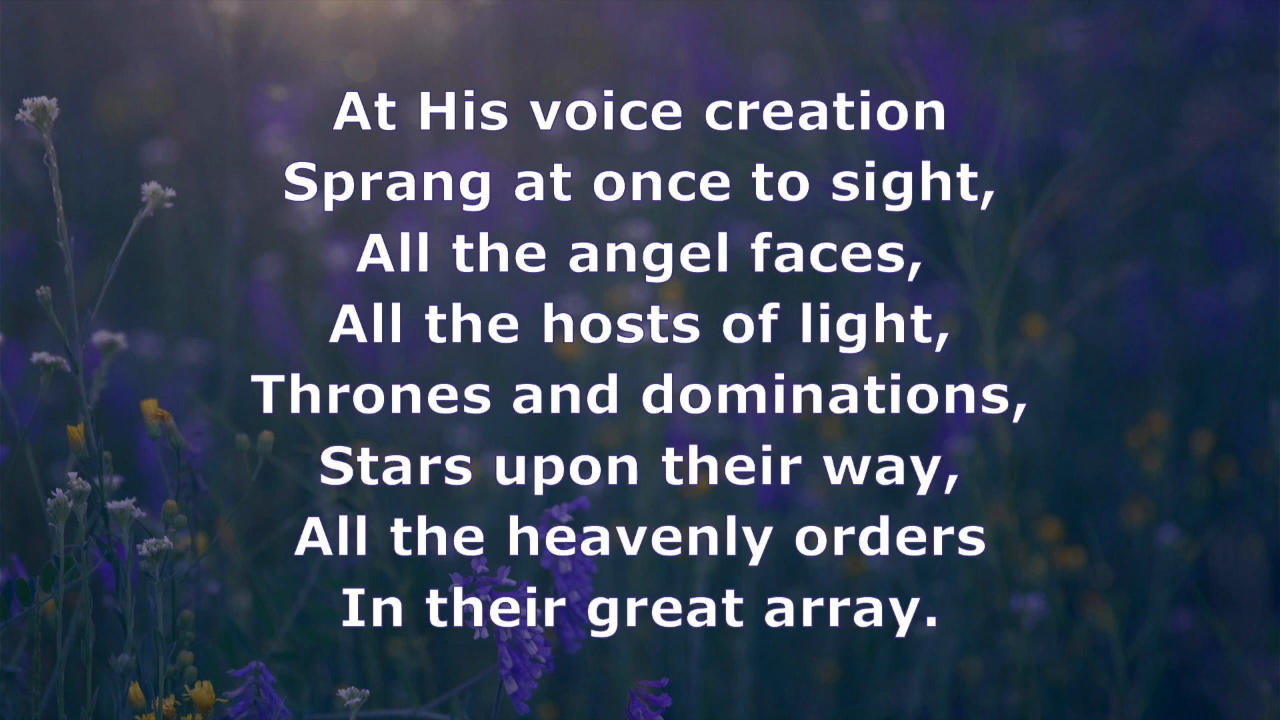 At His voice creation
Sprang at once to sight,
All the angel faces,
All the hosts of light,
Thrones and dominations,
Stars upon their way,
All the heavenly orders
In their great array.